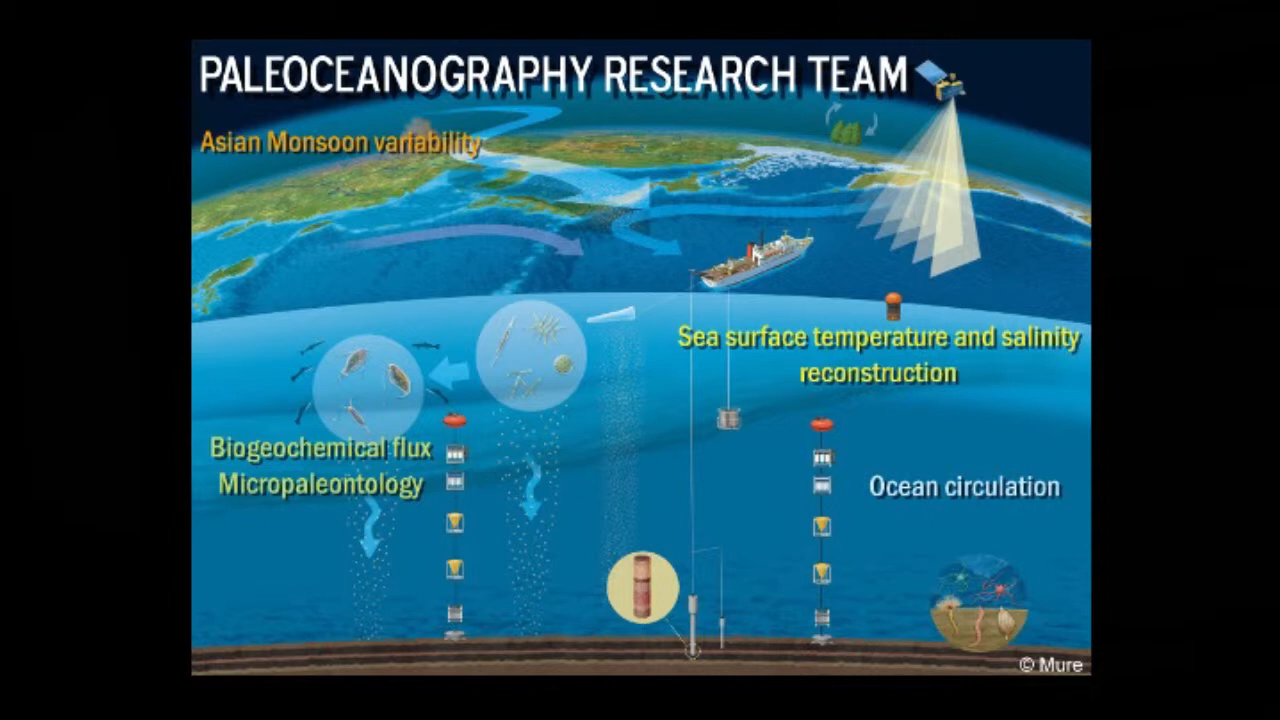 PALEOCEANOGRAPHY RESEARCH TEAM
Asian Monsoon variability
Sea surface temperature and salinity
reconstruction
Biogeochemical flux
Micropaleontology
Ocean circulation
© Mure